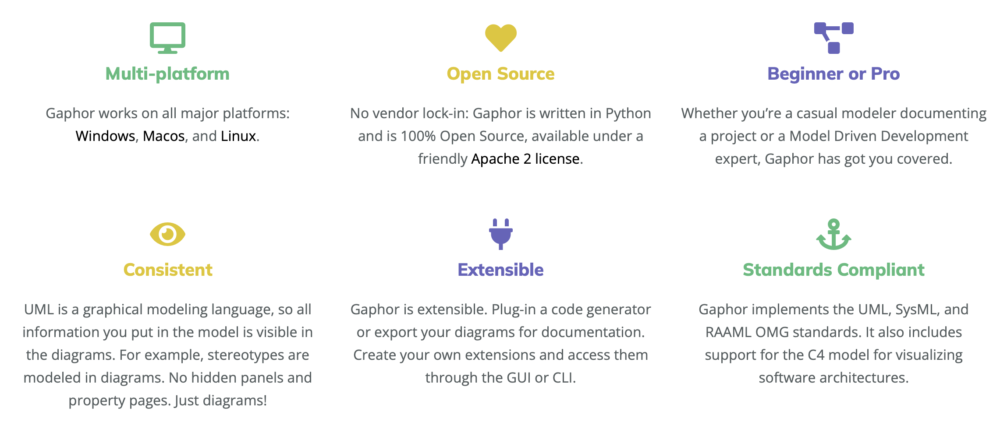 Multi-platform
Gaphor works on all major platforms:
Windows, Macos, and Linux.
Open Source
No vendor lock-in: Gaphor is written in Python
and is 100% Open Source, available under a
friendly Apache 2 license.
Beginner or Pro
Whether you’re a casual modeler documenting
a project or a Model Driven Development
expert, Gaphor has got you covered.
Consistent
UML is a graphical modeling language, so all
information you put in the model is visible in
the diagrams. For example, stereotypes are
modeled in diagrams. No hidden panels and
property pages. Just diagrams!
Extensible
Gaphor is extensible. Plug-in a code generator
or export your diagrams for documentation.
Create your own extensions and access them
through the GUI or CLI.
Standards Compliant
Gaphor implements the UML, SysML, and
RAAML OMG standards. It also includes
support for the C4 model for visualizing
software architectures.